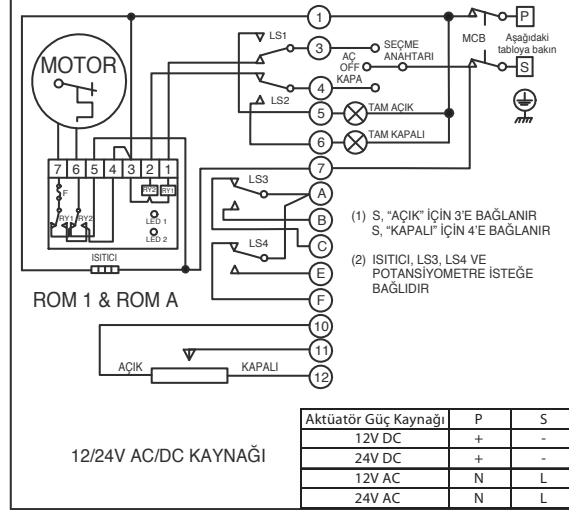 1
P
LS1
MCB
Aşağıdaki
tabloya bakın
MOTOR
3
SEÇME
ANAHTARI
AÇ
OFF
KAPA
S
4
LS2
5
TAM AÇIK
6
TAM KAPALI
7
7 6 5 4 3 2 1
F
RY2 RY1
RY1 RY2
LED 1
LED 2
LS3
A
B
C
(1) S, “AÇIK” İÇİN 3’E BAĞLANIR
S, “KAPALI” İÇİN 4’E BAĞLANIR
LS4
E
F
(2) ISITICI, LS3, LS4 VE
POTANSİYOMETRE İSTEĞE
BAĞLIDIR
ISITICI
ROM 1 & ROM A
10
11
12
AÇIK
KAPALI
12/24V AC/DC KAYNAĞI
Aktüatör Güç Kaynağı P S
12V DC + -
24V DC + -
12V AC N L
24V AC N L